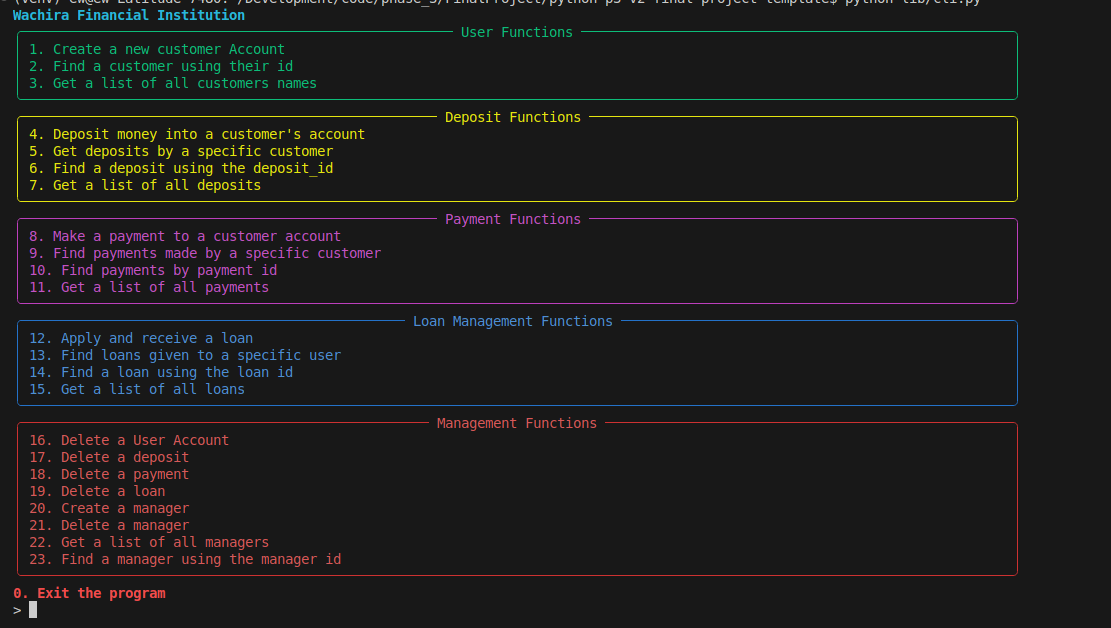 Wachira Financial Institution
User Functions
1. Create a new customer Account
2. Find a customer using their id
3. Get a list of all customers names
Deposit Functions
4. Deposit money into a customer's account
5. Get deposits by a specific customer
6. Find a deposit using the deposit_id
7. Get a list of all deposits
Payment Functions
8. Make a payment to a customer account
9. Find payments made by a specific customer
10. Find payments by payment id
11. Get a list of all payments
Loan Management Functions
12. Apply and receive a loan
13. Find loans given to a specific user
14. Find a loan using the loan id
15. Get a list of all loans
Management Functions
16. Delete a User Account
17. Delete a deposit
18. Delete a payment
19. Delete a loan
20. Create a manager
21. Delete a manager
22. Get a list of all managers
23. Find a manager using the manager id
0. Exit the program
>